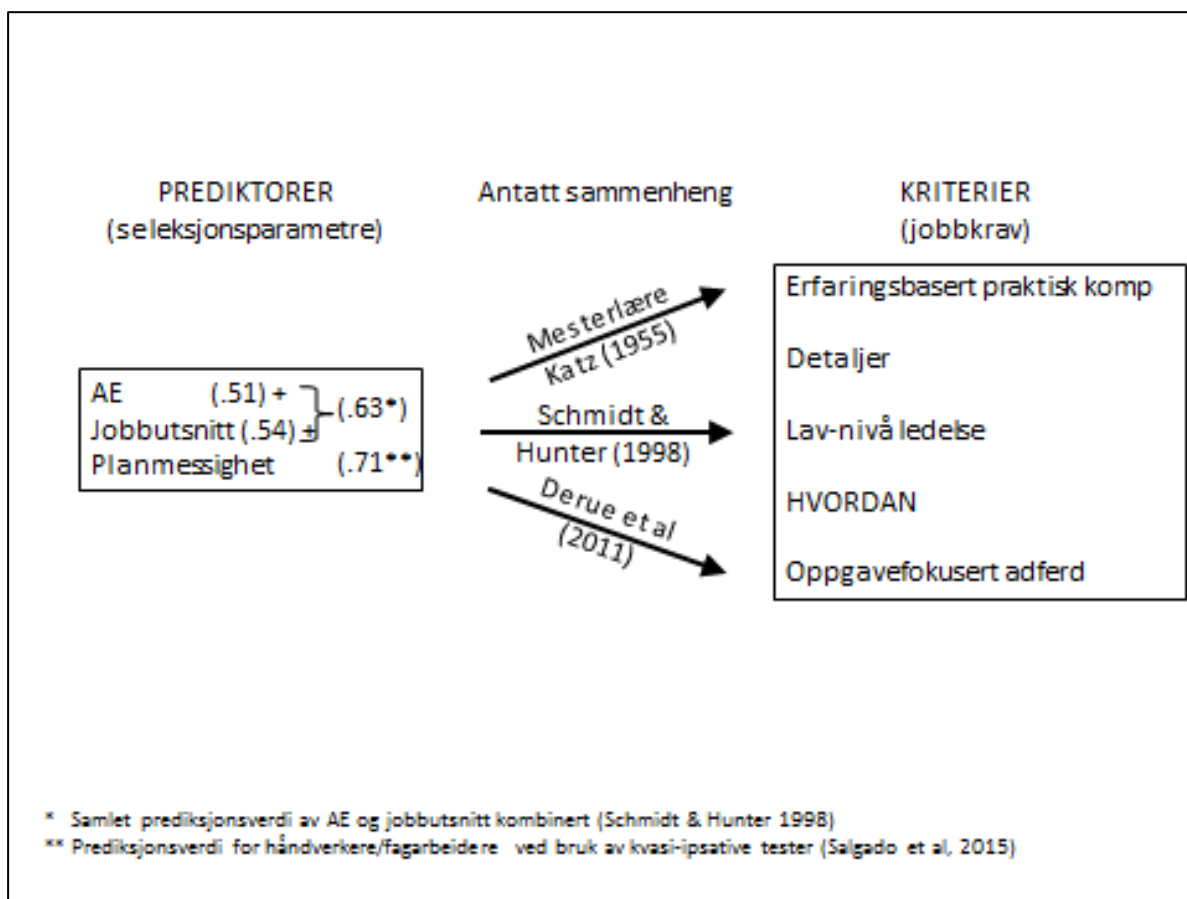 PREDIKTORER
(seleksjonsparametre)
Antatt sammenheng
KRITERIER
(jobbkrav)
AE (.51) +
Jobbutsnitt (.54) +
(.63*)
Planmessighet (.71**)
Mesterlære
Katz (1955)
Schmidt &
Hunter (1998)
Derue et al
(2011)
Erfaringsbasert praktisk komp
Detaljer
Lav-nivå ledelse
HVORDAN
Oppgavefokusert adferd
* Samlet prediksjonsverdi av AE og jobbutsnitt kombinert (Schmidt & Hunter 1998)
** Prediksjonsverdi for håndverkere/fagarbeidere ved bruk av kvasi-ipsative tester (Salgado et al, 2015)